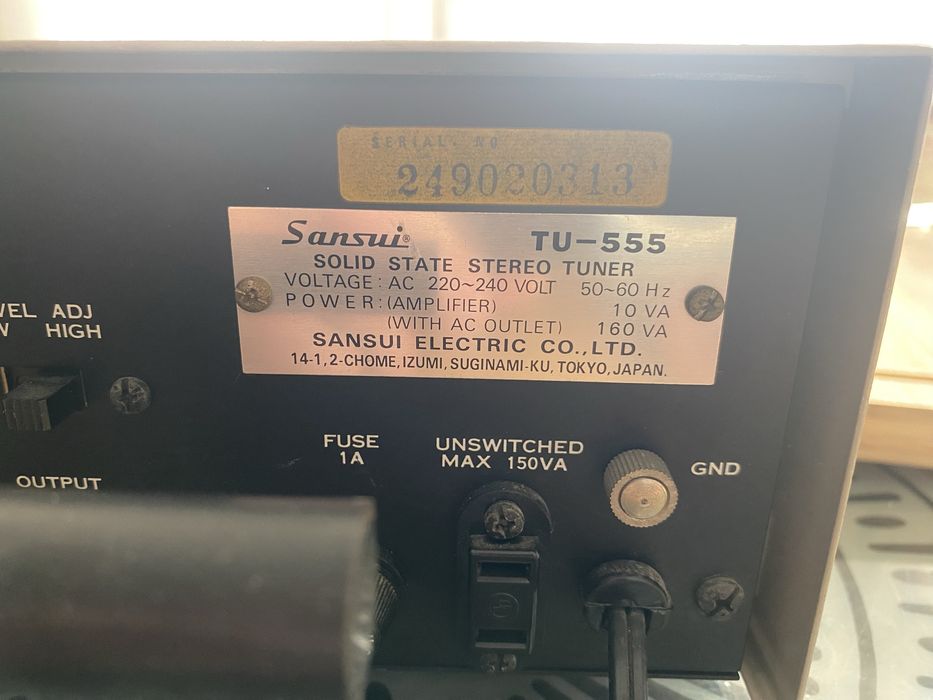 SERIAL. NO
249020313
Sansui® TU-555
SOLID STATE STEREO TUNER
VOLTAGE: AC 220~240 VOLT 50~60 Hz
POWER: (AMPLIFIER) 10 VA
(WITH AC OUTLET) 160 VA
SANSUI ELECTRIC CO., LTD.
14-1, 2-CHOME, IZUMI, SUGINAMI-KU, TOKYO, JAPAN.
ADJ
HIGH
OUTPUT
FUSE
1A
UNSWITCHED
MAX 150VA
GND